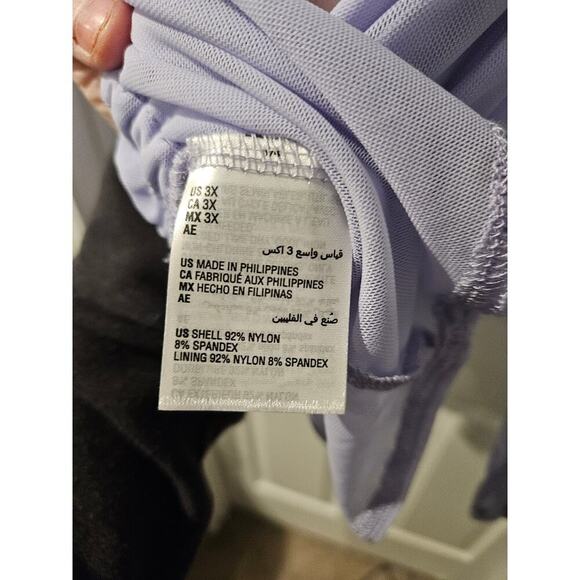 US 3X
CA 3X
MX 3X
AE
قياس واسع 3 اكس
US MADE IN PHILIPPINES
CA FABRIQUÉ AUX PHILIPPINES
MX HECHO EN FILIPINAS
AE
صُنع في الفلبين
US SHELL 92% NYLON
8% SPANDEX
LINING 92% NYLON 8% SPANDEX